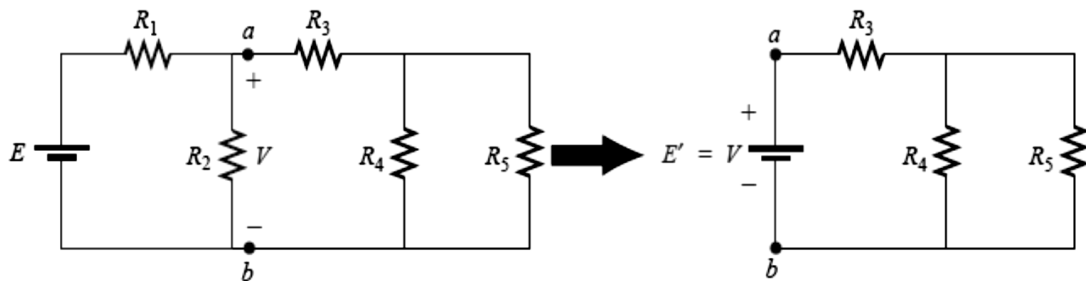 R1 a R3 a R3
+
+
E R2 V R4 R5 E′ = V R4 R5
−
−
b b